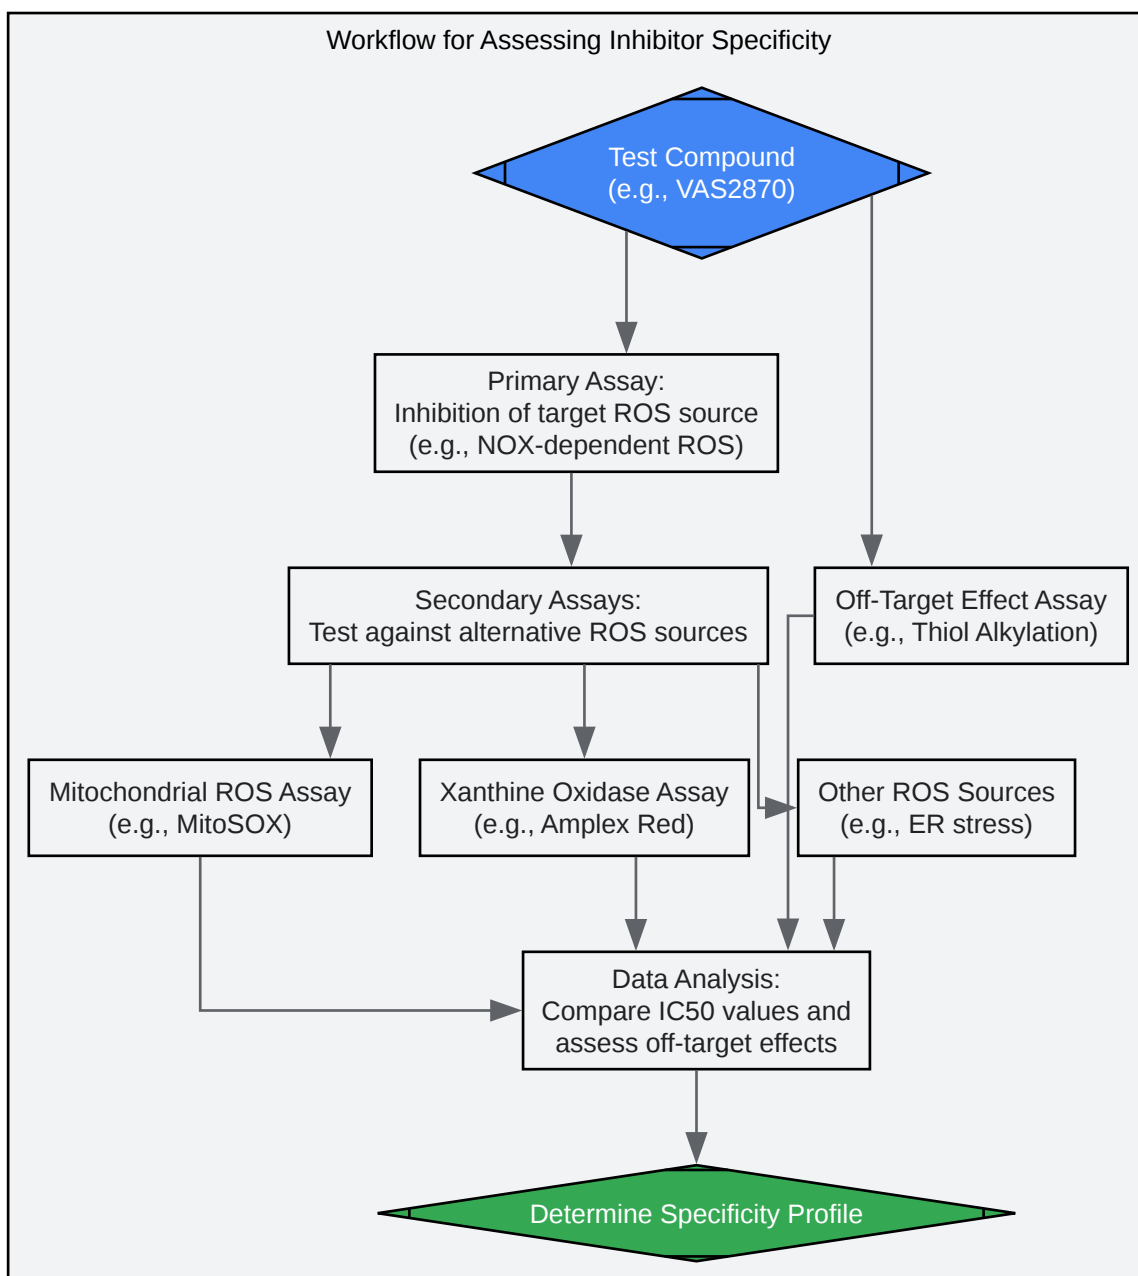 Workflow for Assessing Inhibitor Specificity
Test Compound
(e.g., VAS2870)
Primary Assay:
Inhibition of target ROS source
(e.g., NOX-dependent ROS)
Secondary Assays:
Test against alternative ROS sources
Off-Target Effect Assay
(e.g., Thiol Alkylation)
Mitochondrial ROS Assay
(e.g., MitoSOX)
Xanthine Oxidase Assay
(e.g., Amplex Red)
Other ROS Sources
(e.g., ER stress)
Data Analysis:
Compare IC50 values and
assess off-target effects
Determine Specificity Profile